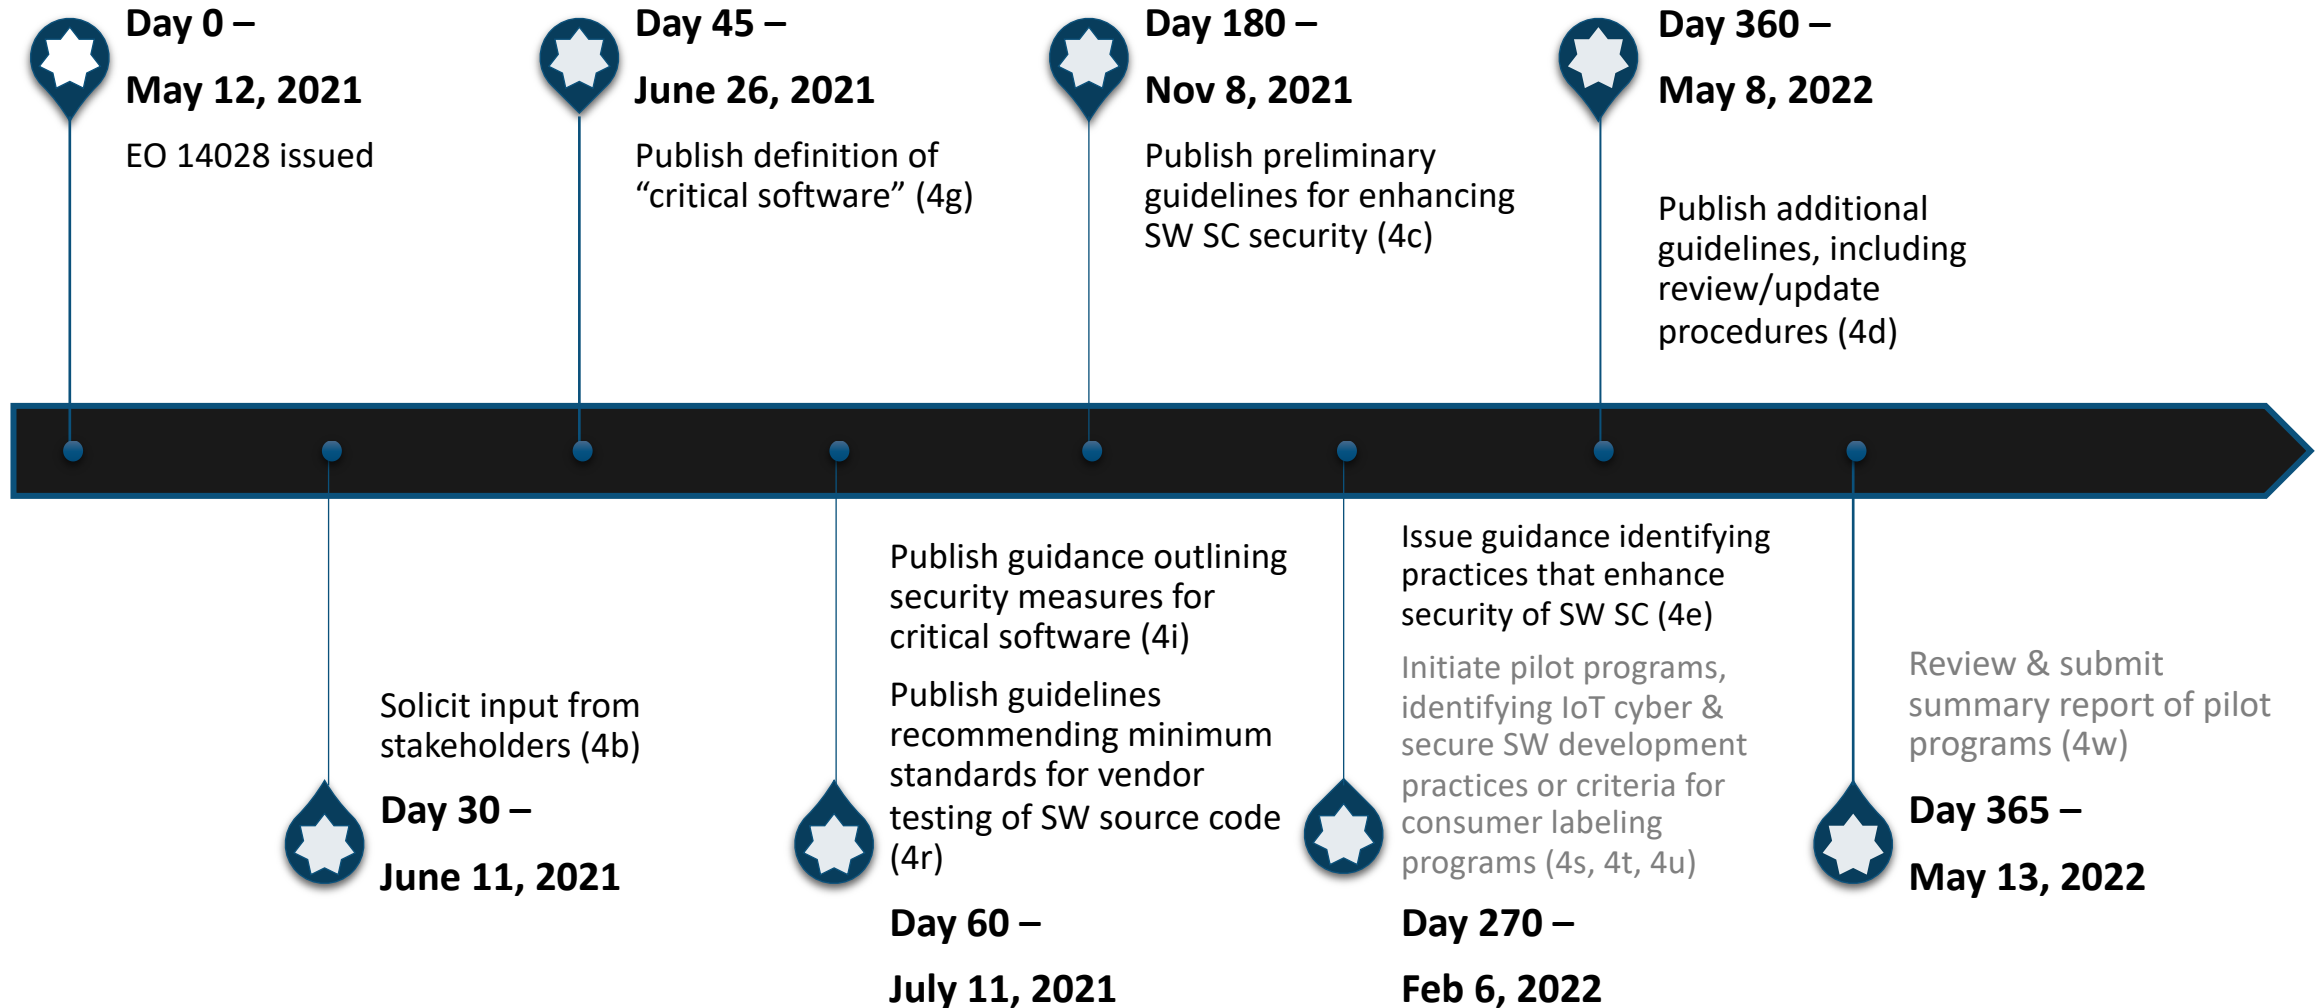 Day 0 –
May 12, 2021
EO 14028 issued
Day 45 –
June 26, 2021
Publish definition of
“critical software” (4g)
Day 180 –
Nov 8, 2021
Publish preliminary
guidelines for enhancing
SW SC security (4c)
Day 360 –
May 8, 2022
Publish additional
guidelines, including
review/update
procedures (4d)
Solicit input from
stakeholders (4b)
Day 30 –
June 11, 2021
Publish guidance outlining
security measures for
critical software (4i)
Publish guidelines
recommending minimum
standards for vendor
testing of SW source code
(4r)
Day 60 –
July 11, 2021
Issue guidance identifying
practices that enhance
security of SW SC (4e)
Initiate pilot programs,
identifying IoT cyber &
secure SW development
practices or criteria for
consumer labeling
programs (4s, 4t, 4u)
Day 270 –
Feb 6, 2022
Review & submit
summary report of pilot
programs (4w)
Day 365 –
May 13, 2022